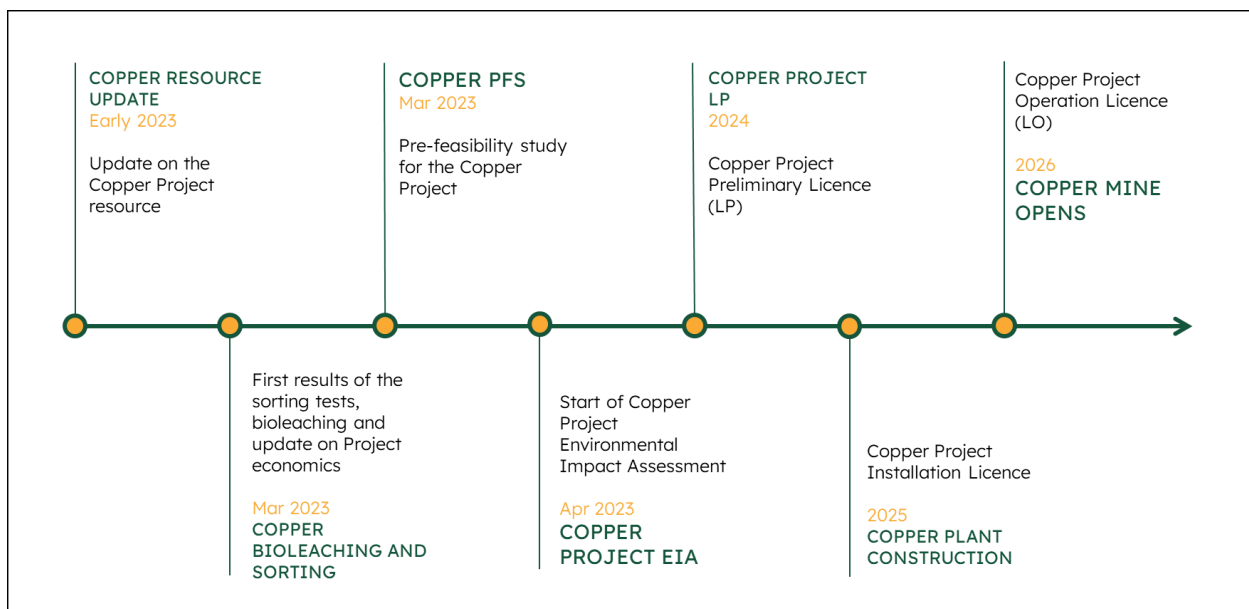 COPPER RESOURCE
UPDATE
Early 2023
Update on the
Copper Project
resource
First results of the
sorting tests,
bioleaching and
update on Project
economics
Mar 2023
COPPER
BIOLEACHING AND
SORTING
COPPER PFS
Mar 2023
Pre-feasibility study
for the Copper
Project
Start of Copper
Project
Environmental
Impact Assessment
Apr 2023
COPPER
PROJECT EIA
COPPER PROJECT
LP
2024
Copper Project
Preliminary Licence
(LP)
Copper Project
Installation Licence
2025
COPPER PLANT
CONSTRUCTION
Copper Project
Operation Licence
(LO)
2026
COPPER MINE
OPENS